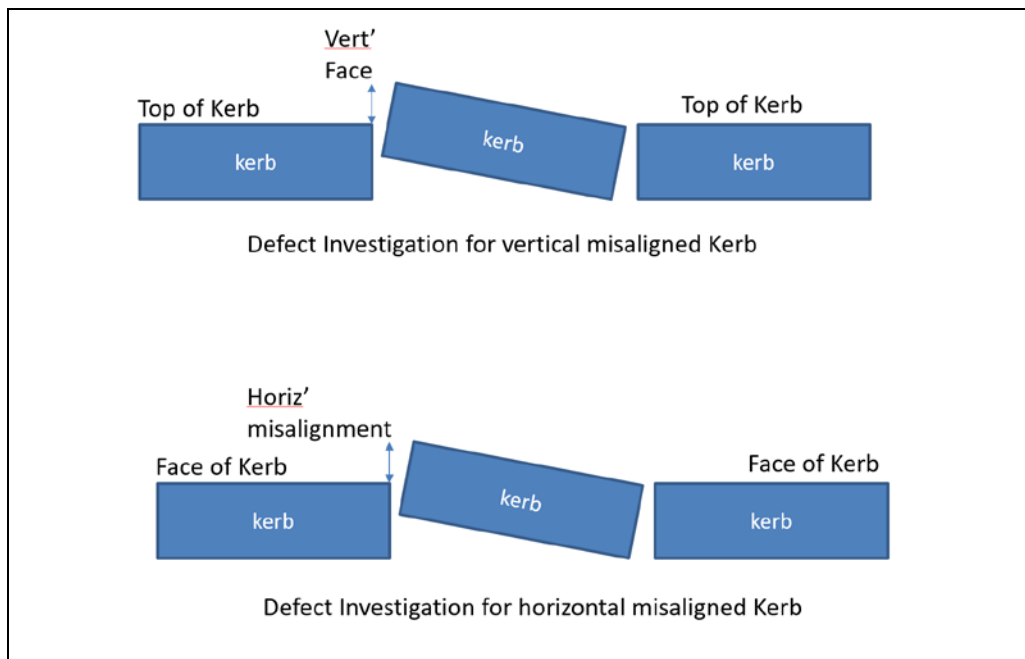 Vert’
Face
Top of Kerb
Top of Kerb
kerb
kerb
kerb
Defect Investigation for vertical misaligned Kerb
Horiz’
misalignment
Face of Kerb
Face of Kerb
kerb
kerb
kerb
Defect Investigation for horizontal misaligned Kerb